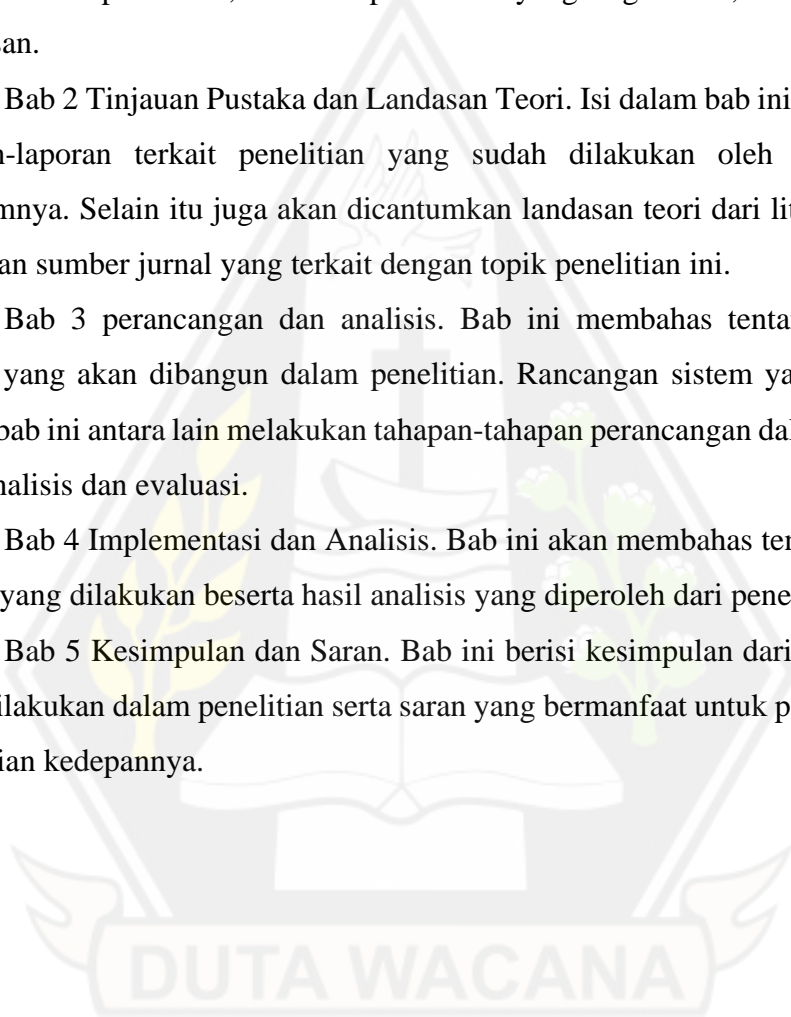 san.
Bab 2 Tinjauan Pustaka dan Landasan Teori. Isi dalam bab ini
n-laporan terkait penelitian yang sudah dilakukan oleh
mnya. Selain itu juga akan dicantumkan landasan teori dari lit
an sumber jurnal yang terkait dengan topik penelitian ini.
Bab 3 perancangan dan analisis. Bab ini membahas tentan
yang akan dibangun dalam penelitian. Rancangan sistem ya
bab ini antara lain melakukan tahapan-tahapan perancangan dal
nalisis dan evaluasi.
Bab 4 Implementasi dan Analisis. Bab ini akan membahas ten
yang dilakukan beserta hasil analisis yang diperoleh dari pene
Bab 5 Kesimpulan dan Saran. Bab ini berisi kesimpulan dari
ilakukan dalam penelitian serta saran yang bermanfaat untuk p
ian kedepannya.
DUTA WACANA